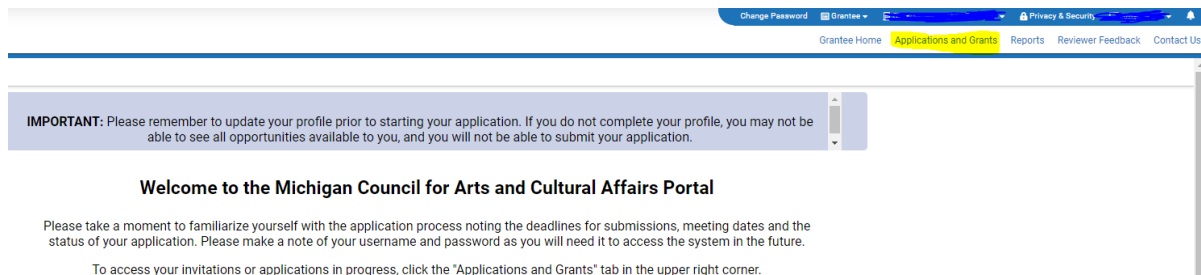 Change Password Grantee Privacy & Security
Grantee Home Applications and Grants Reports Reviewer Feedback Contact Us
IMPORTANT: Please remember to update your profile prior to starting your application. If you do not complete your profile, you may not be
able to see all opportunities available to you, and you will not be able to submit your application.
Welcome to the Michigan Council for Arts and Cultural Affairs Portal
Please take a moment to familiarize yourself with the application process noting the deadlines for submissions, meeting dates and the
status of your application. Please make a note of your username and password as you will need it to access the system in the future.
To access your invitations or applications in progress, click the "Applications and Grants" tab in the upper right corner.